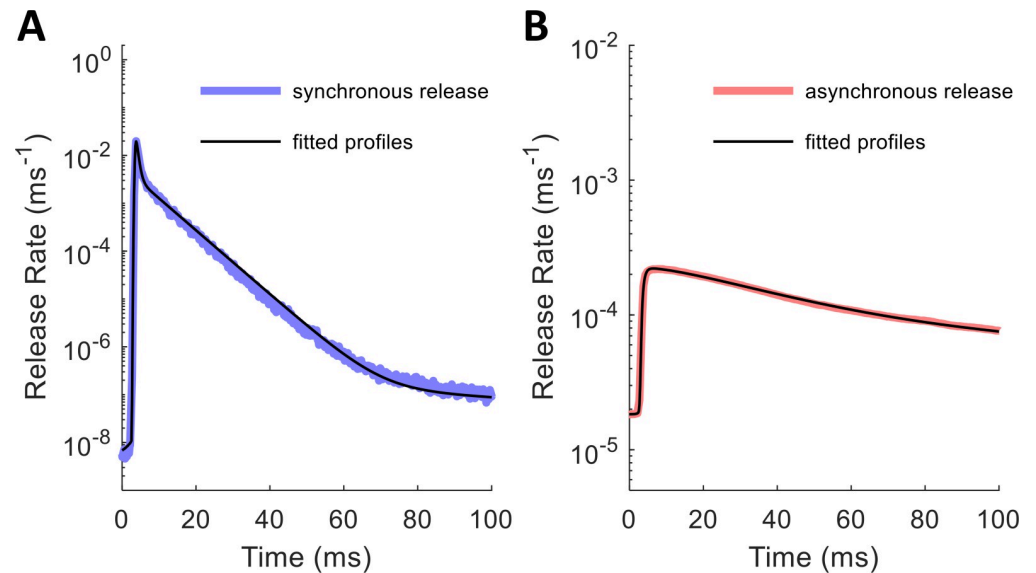 A
B
10^0
10^-2
10^-4
10^-6
10^-8
Release Rate (ms^-1)
synchronous release
fitted profiles
0 20 40 60 80 100
Time (ms)
10^-2
10^-3
10^-4
10^-5
Release Rate (ms^-1)
asynchronous release
fitted profiles
0 20 40 60 80 100
Time (ms)